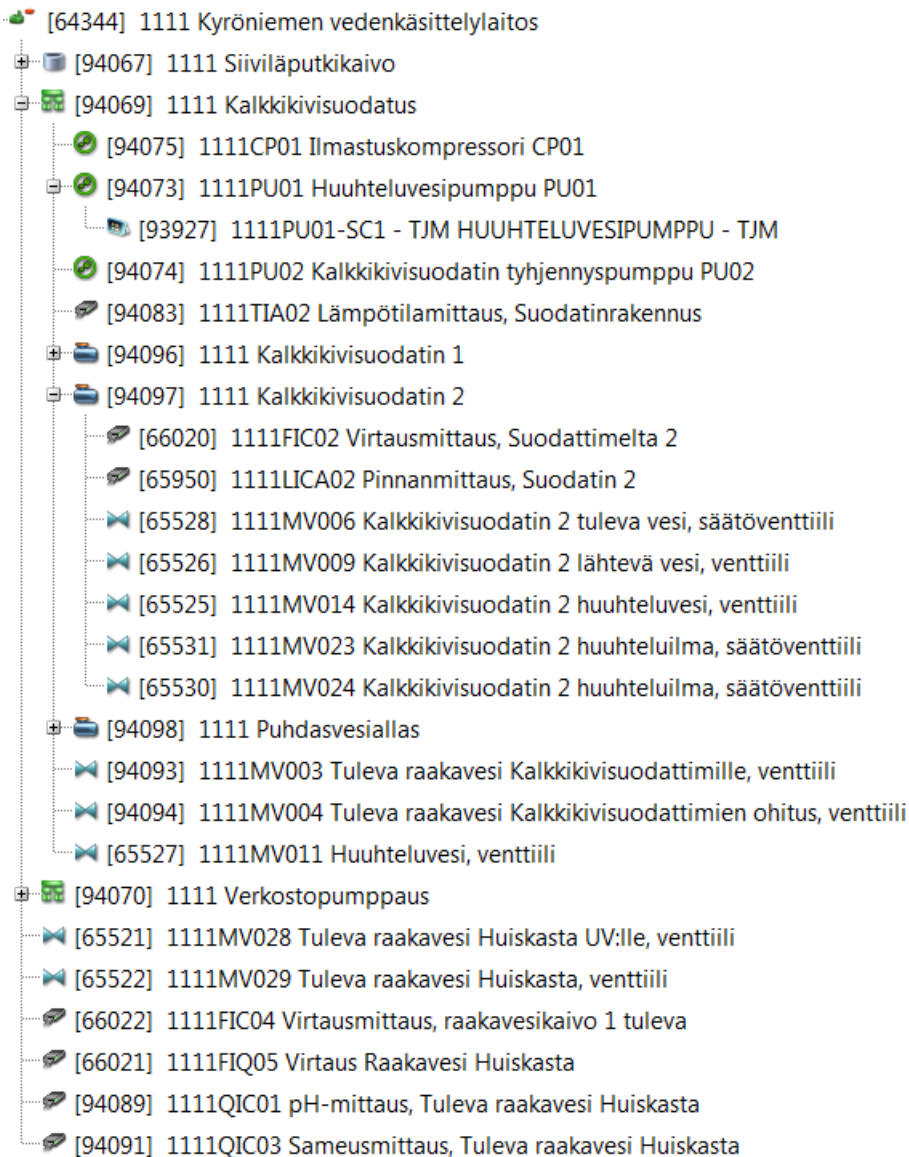 [64344] 1111 Kyröniemen vedenkäsittelylaitos
[94067] 1111 Siiviläputkikaivo
[94069] 1111 Kalkkikivisuodatus
[94075] 1111CP01 Ilmastuskompressori CP01
[94073] 1111PU01 Huuhteluvesipumppu PU01
[93927] 1111PU01-SC1 - TJM HUUHTELUVESIPUMPPU - TJM
[94074] 1111PU02 Kalkkikivisuodatin tyhjennyspumppu PU02
[94083] 1111TIA02 Lämpötilamittaus, Suodatinrakennus
[94096] 1111 Kalkkikivisuodatin 1
[94097] 1111 Kalkkikivisuodatin 2
[66020] 1111FIC02 Virtausmittaus, Suodattimelta 2
[65950] 1111LICA02 Pinnanmittaus, Suodatin 2
[65528] 1111MV006 Kalkkikivisuodatin 2 tuleva vesi, säätöventtiili
[65526] 1111MV009 Kalkkikivisuodatin 2 lähtevä vesi, venttiili
[65525] 1111MV014 Kalkkikivisuodatin 2 huuhteluvesi, venttiili
[65531] 1111MV023 Kalkkikivisuodatin 2 huuhteluilma, säätöventtiili
[65530] 1111MV024 Kalkkikivisuodatin 2 huuhteluilma, säätöventtiili
[94098] 1111 Puhdasvesiallas
[94093] 1111MV003 Tuleva raakavesi Kalkkikivisuodattimille, venttiili
[94094] 1111MV004 Tuleva raakavesi Kalkkikivisuodattimien ohitus, venttiili
[65527] 1111MV011 Huuhteluvesi, venttiili
[94070] 1111 Verkostopumppaus
[65521] 1111MV028 Tuleva raakavesi Huiskasta UV:lle, venttiili
[65522] 1111MV029 Tuleva raakavesi Huiskasta, venttiili
[66022] 1111FIC04 Virtausmittaus, raakavesikaivo 1 tuleva
[66021] 1111FIQ05 Virtaus Raakavesi Huiskasta
[94089] 1111QIC01 pH-mittaus, Tuleva raakavesi Huiskasta
[94091] 1111QIC03 Sameusmittaus, Tuleva raakavesi Huiskasta